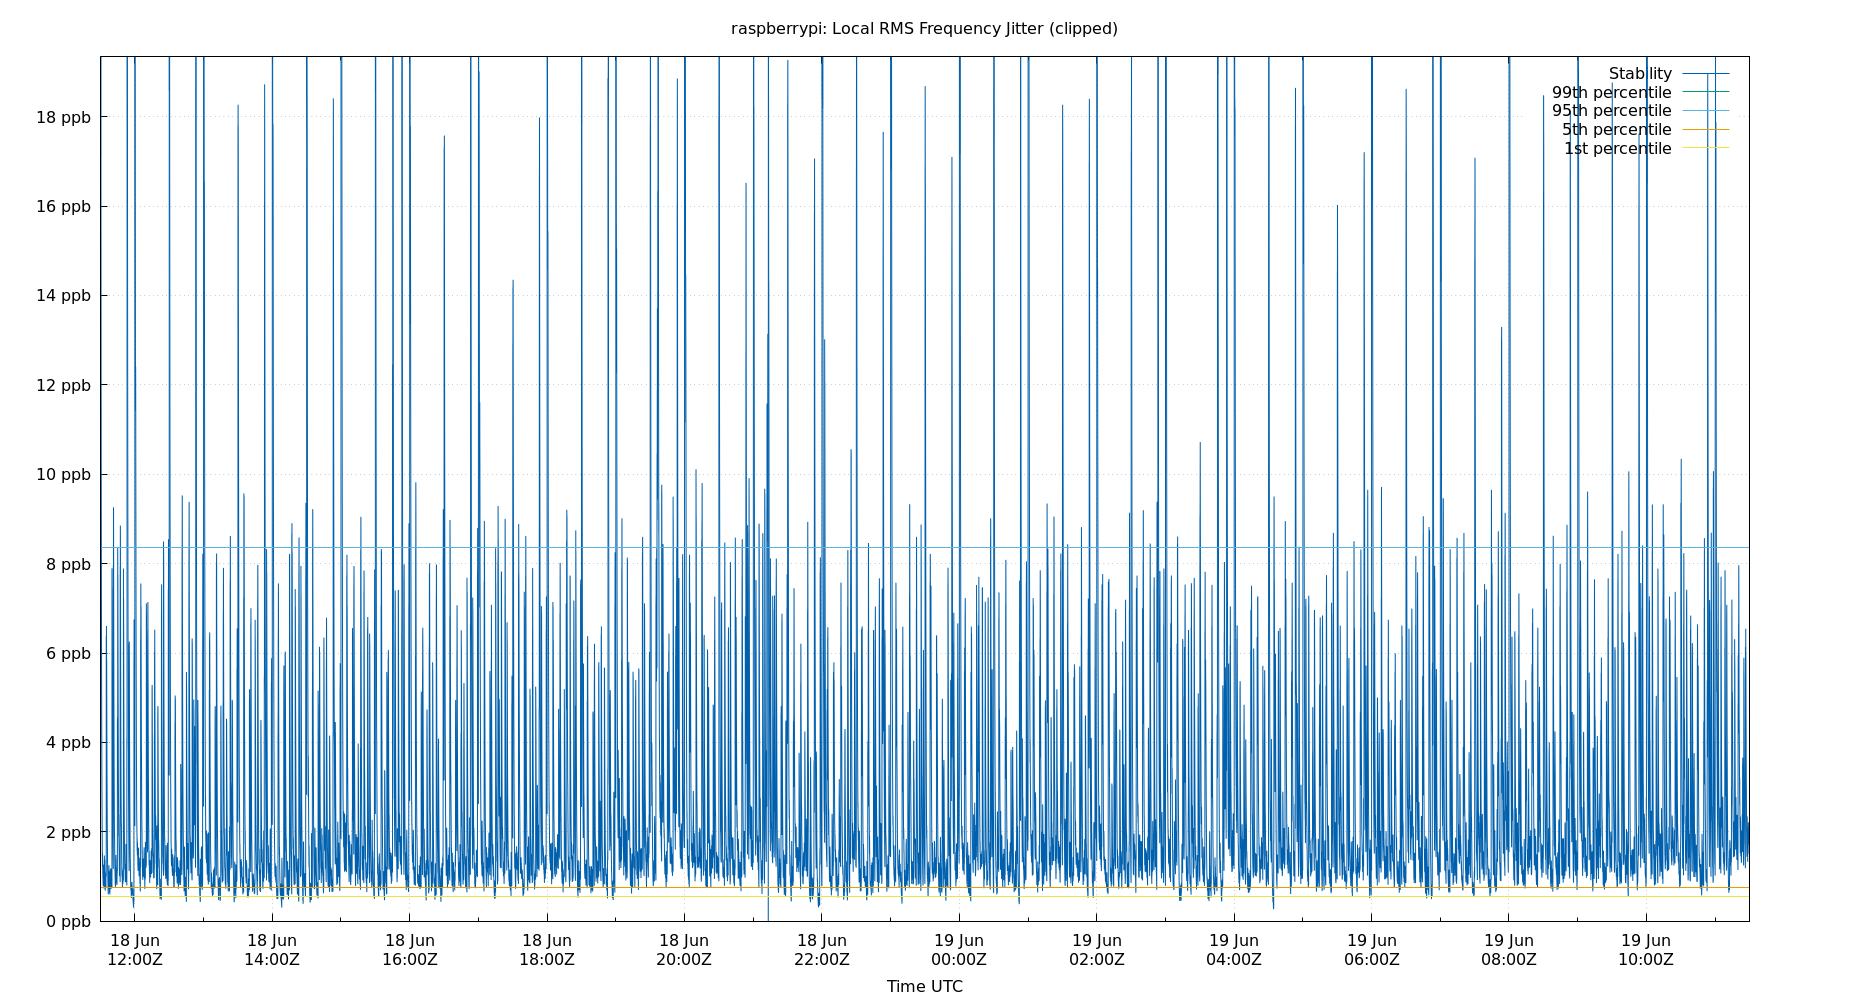 raspberrypi: Local RMS Frequency Jitter (clipped)
Stability
99th percentile
95th percentile
5th percentile
1st percentile
18 ppb
16 ppb
14 ppb
12 ppb
10 ppb
8 ppb
6 ppb
4 ppb
2 ppb
0 ppb
18 Jun 18 Jun 18 Jun 18 Jun 18 Jun 18 Jun 19 Jun 19 Jun 19 Jun 19 Jun 19 Jun 19 Jun
12:00Z 14:00Z 16:00Z 18:00Z 20:00Z 22:00Z 00:00Z 02:00Z 04:00Z 06:00Z 08:00Z 10:00Z
Time UTC